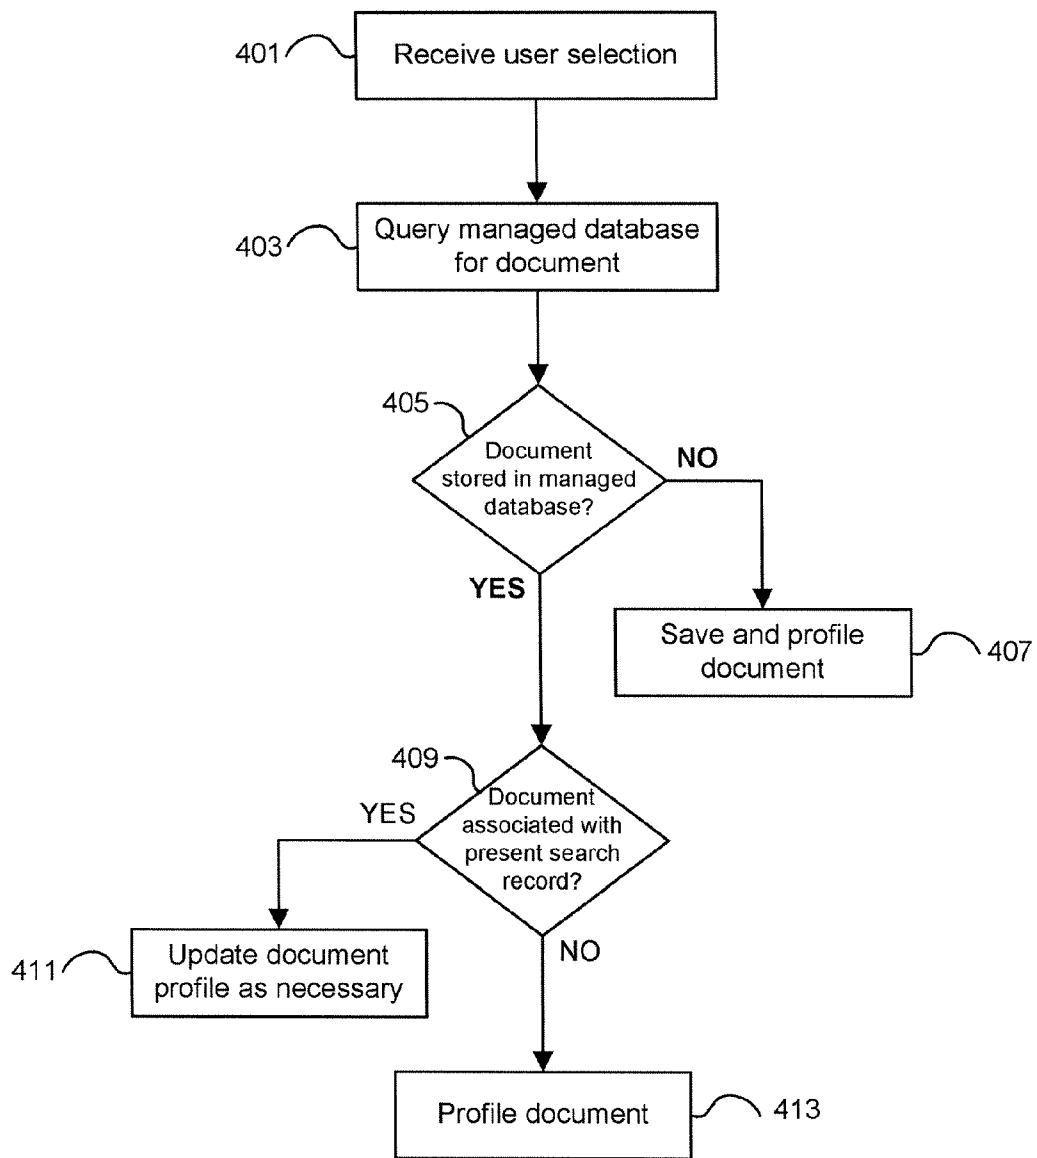 401
Receive user selection
403
Query managed database
for document
405
Document
stored in managed
database?
NO
YES
Save and profile
document
407
409
Document
associated with
present search
record?
YES
NO
411
Update document
profile as necessary
Profile document
413